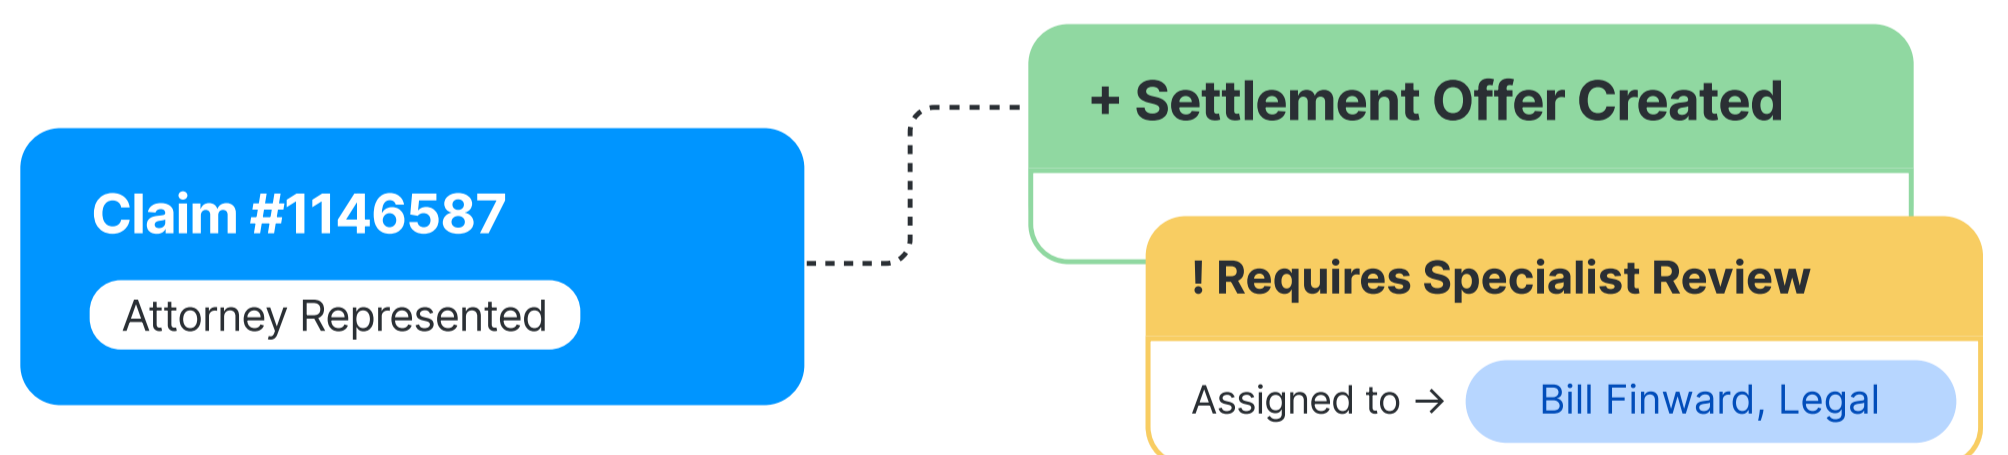 Claim #1146587
Attorney Represented
+ Settlement Offer Created
! Requires Specialist Review
Assigned to → Bill Finward, Legal